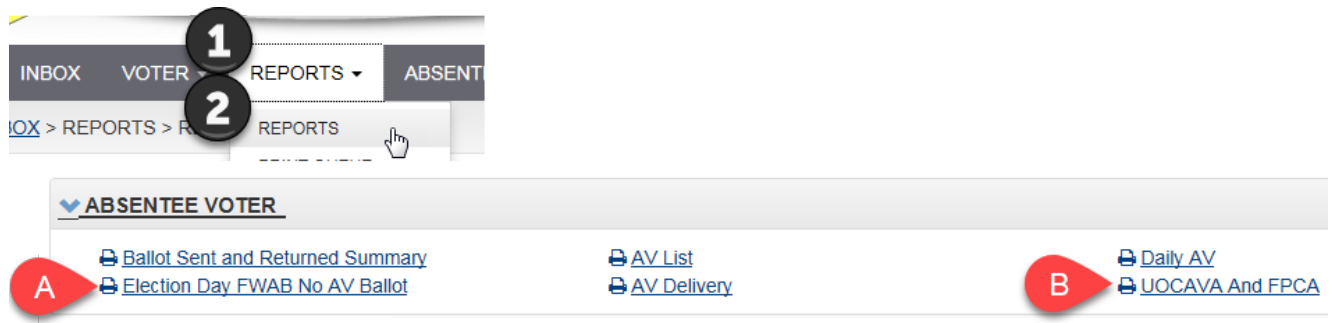 1
INBOX VOTER REPORTS ABSENT
2
BOX > REPORTS > R REPORTS
ABSENTEE VOTER
Ballot Sent and Returned Summary AV List Daily AV
A Election Day FWAB No AV Ballot AV Delivery B UOCAVA And FPCA